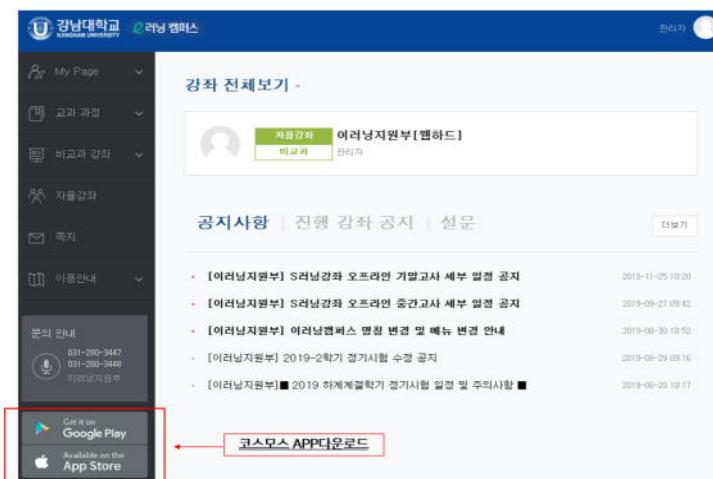 강남대학교
KANGNAM UNIVERSITY
e러닝 캠퍼스
관리자
My Page
교과 과정
비교과 강좌
자율강좌
쪽지
이용안내
문의 안내
031-280-3447
031-280-3448
이러닝지원부
Get it on
Google Play
Available on the
App Store
강좌 전체보기
자율강좌
비교과
이러닝지원부[웹하드]
관리자
공지사항 | 진행 강좌 공지 | 설문
더보기
[이러닝지원부] S러닝강좌 오프라인 기말고사 세부 일정 공지 2019-11-25 10:20
[이러닝지원부] S러닝강좌 오프라인 중간고사 세부 일정 공지 2019-09-27 09:42
[이러닝지원부] 이러닝캠퍼스 명칭 변경 및 메뉴 변경 안내 2019-08-30 18:52
[이러닝지원부] 2019-2학기 정기시험 수정 공지 2019-08-29 09:16
[이러닝지원부]■ 2019 하계계절학기 정기시험 일정 및 주의사항 ■ 2019-06-20 10:17
코스모스 APP다운로드